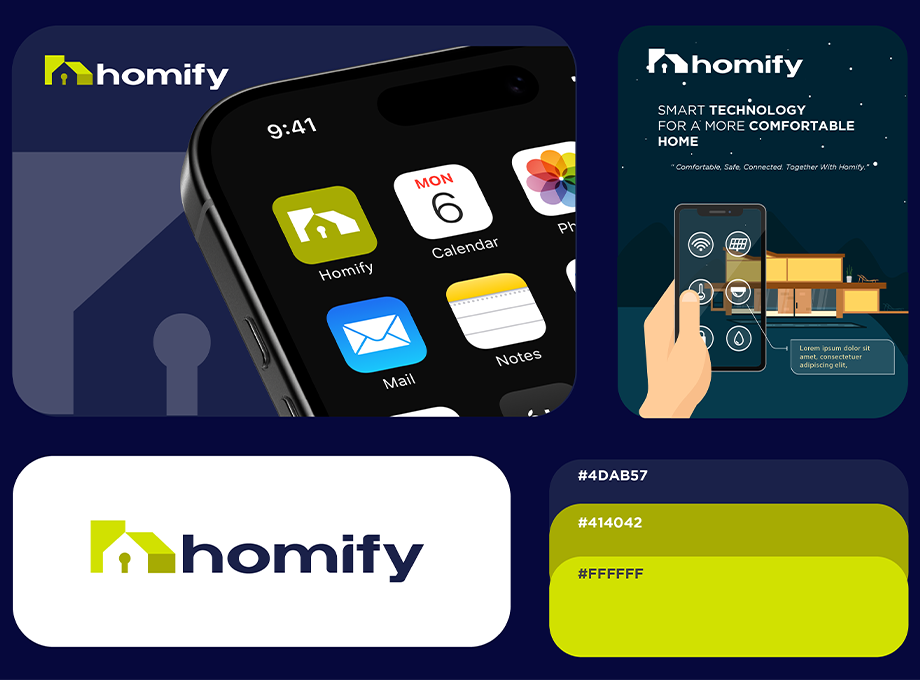 homify
9:41
Homify
MON
6
Calendar
Mail
Notes
homify
SMART TECHNOLOGY
FOR A MORE COMFORTABLE
HOME
" Comfortable, Safe, Connected. Together With Homify."
Lorem ipsum dolor sit
amet, consectetuer
adipiscing elit,
homify
#4DAB57
#414042
#FFFFFF